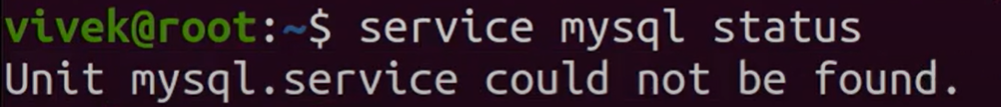 vivek@root:~$ service mysql status
Unit mysql.service could not be found.